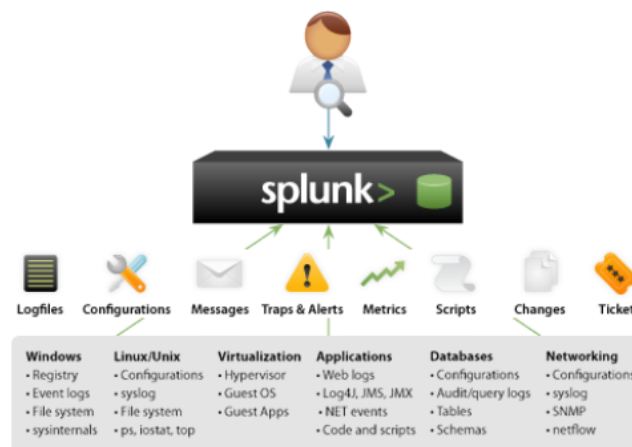 splunk>
Logfiles Configurations Messages Traps & Alerts Metrics Scripts Changes Ticket
Windows Linux/Unix Virtualization Applications Databases Networking
• Registry • Configurations • Hypervisor • Web logs • Configurations • Configurations
• Event logs • syslog • Guest OS • Log4J, JMS, JMX • Audit/query logs • syslog
• File system • File system • Guest Apps • .NET events • Tables • SNMP
• sysinternals • ps, iostat, top • Code and scripts • Schemas • netflow